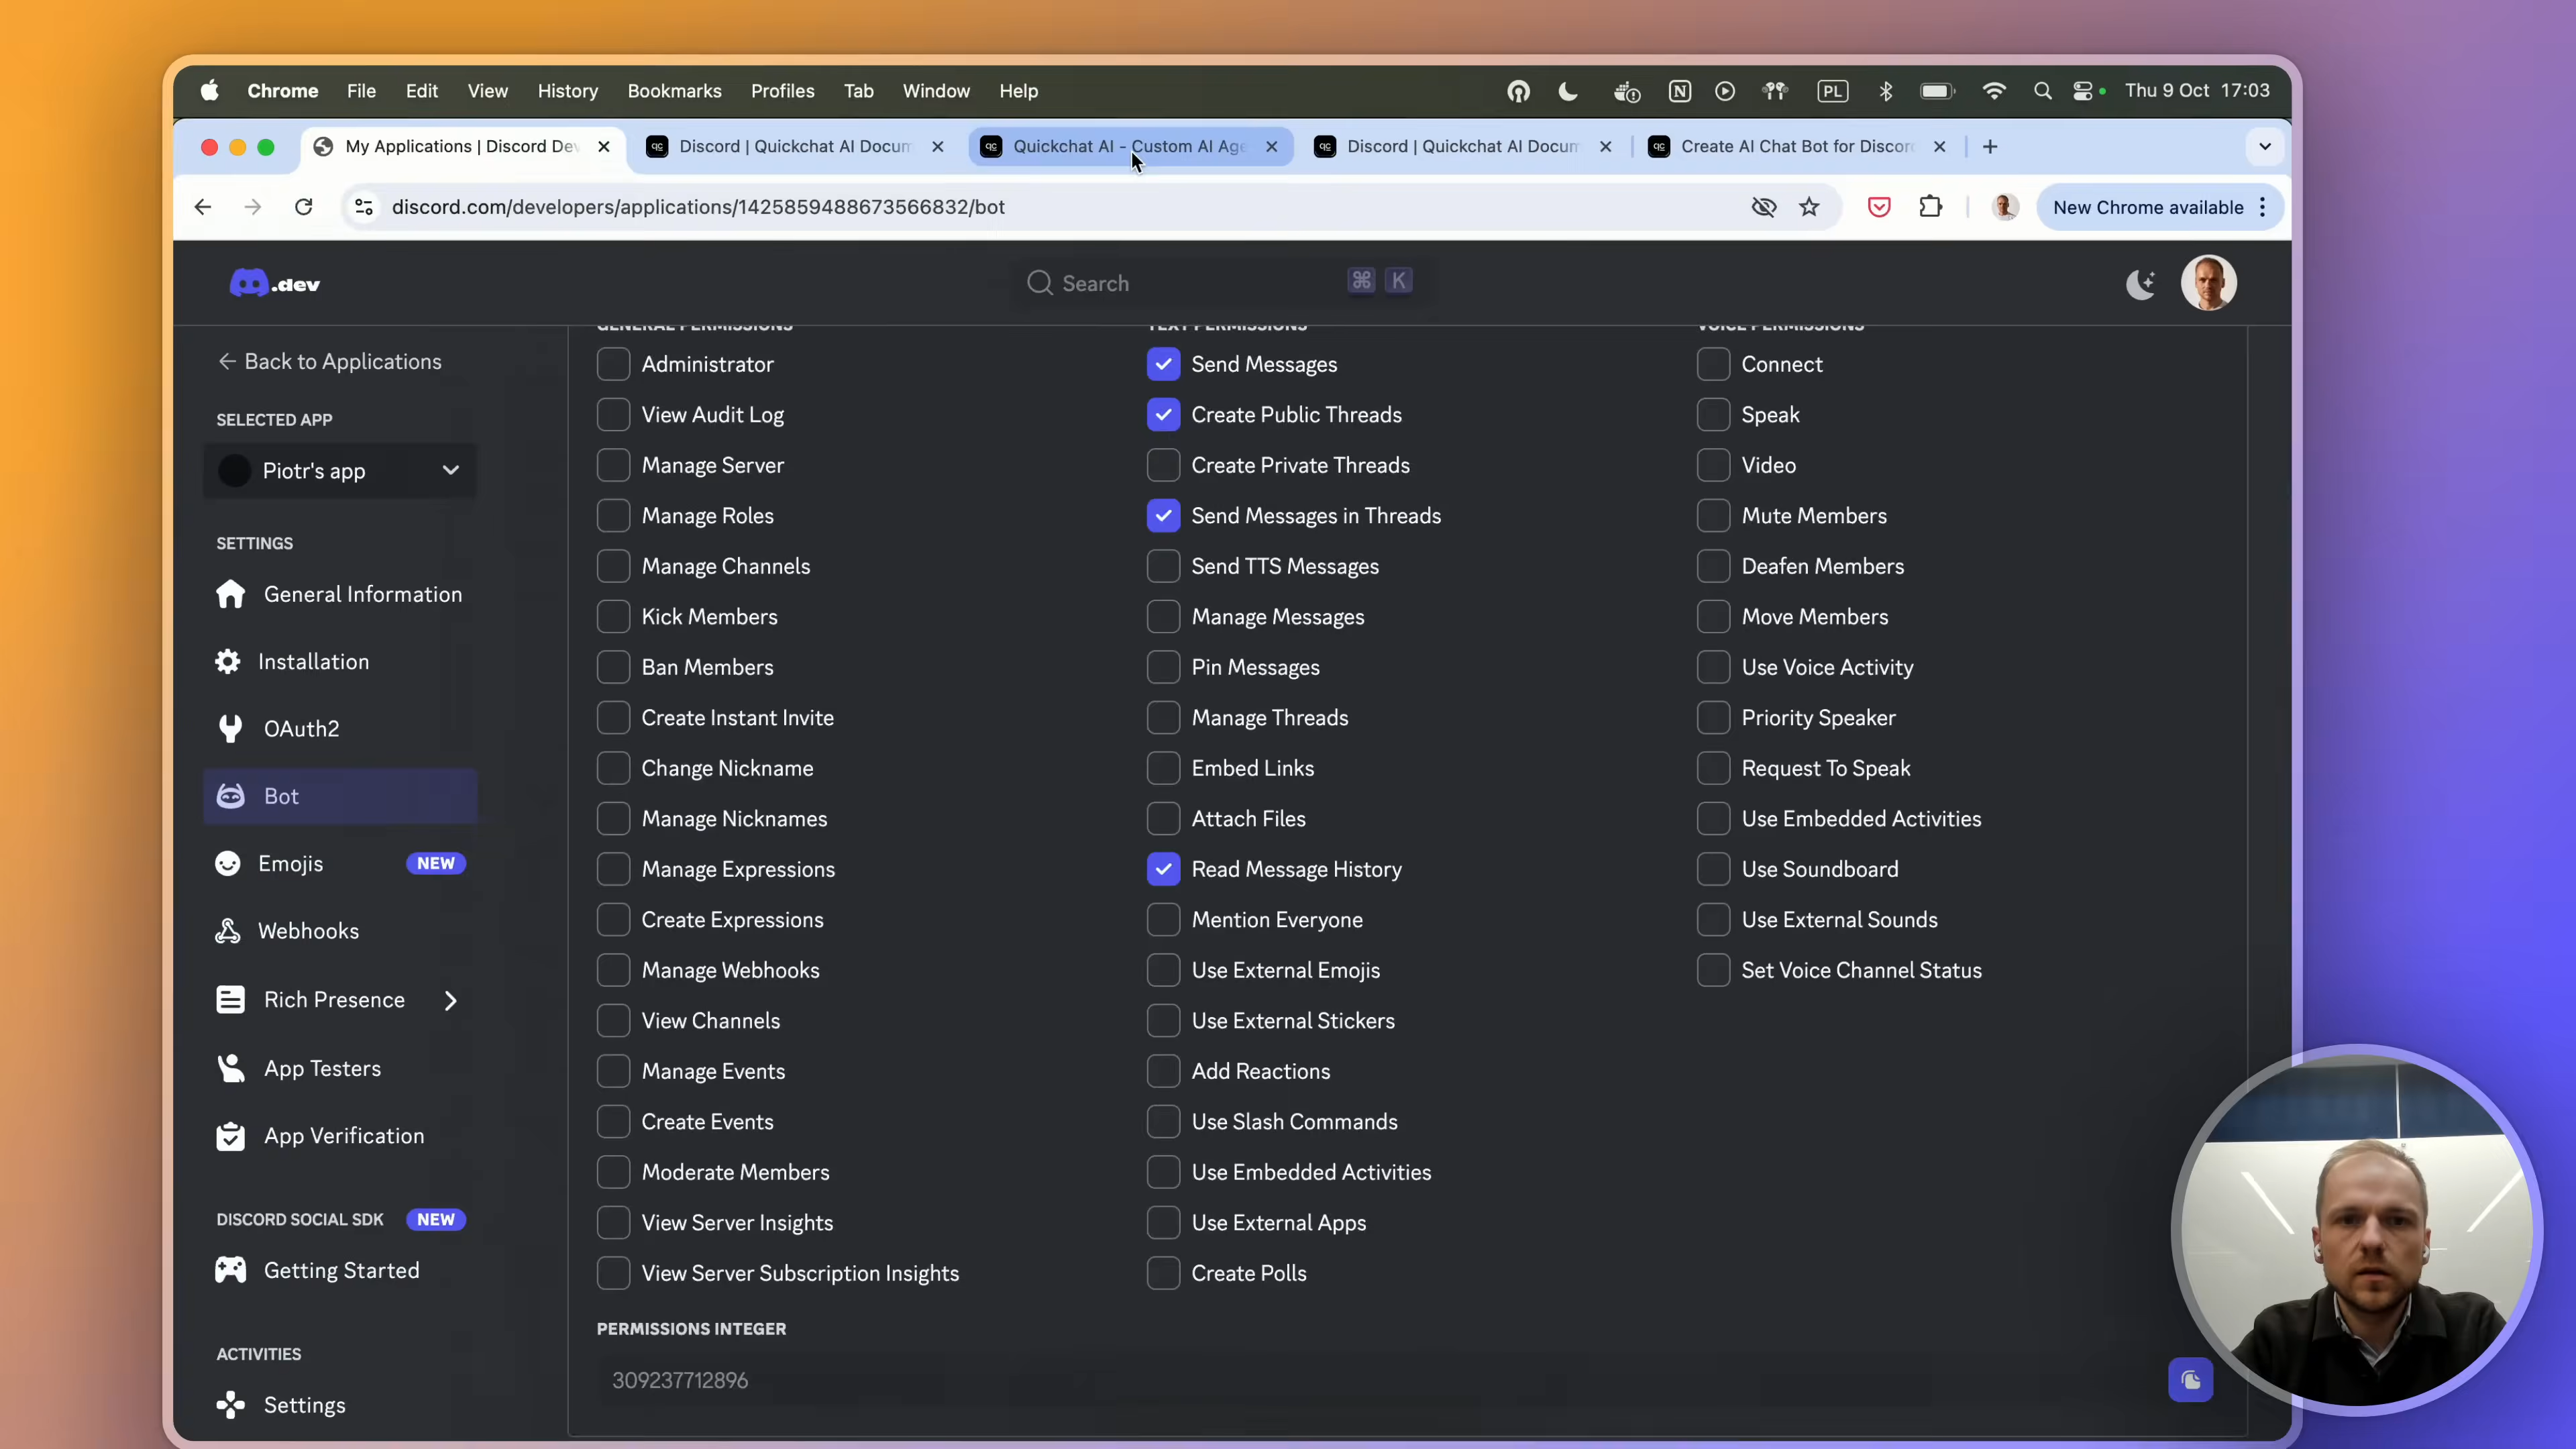 Chrome File Edit View History Bookmarks Profiles Tab Window Help
PL
Thu 9 Oct 17:03
My Applications | Discord Dev
Discord | Quickchat AI Docum
Quickchat AI - Custom AI Age
Discord | Quickchat AI Docum
Create AI Chat Bot for Discord
discord.com/developers/applications/1425859488673566832/bot
New Chrome available
.dev
Search
⌘ K
← Back to Applications
SELECTED APP
Piotr's app
SETTINGS
General Information
Installation
OAuth2
Bot
Emojis NEW
Webhooks
Rich Presence
App Testers
App Verification
DISCORD SOCIAL SDK NEW
Getting Started
ACTIVITIES
Settings
GENERAL PERMISSIONS
Administrator
View Audit Log
Manage Server
Manage Roles
Manage Channels
Kick Members
Ban Members
Create Instant Invite
Change Nickname
Manage Nicknames
Manage Expressions
Create Expressions
Manage Webhooks
View Channels
Manage Events
Create Events
Moderate Members
View Server Insights
View Server Subscription Insights
TEXT PERMISSIONS
Send Messages
Create Public Threads
Create Private Threads
Send Messages in Threads
Send TTS Messages
Manage Messages
Pin Messages
Manage Threads
Embed Links
Attach Files
Read Message History
Mention Everyone
Use External Emojis
Use External Stickers
Add Reactions
Use Slash Commands
Use Embedded Activities
Use External Apps
Create Polls
VOICE PERMISSIONS
Connect
Speak
Video
Mute Members
Deafen Members
Move Members
Use Voice Activity
Priority Speaker
Request To Speak
Use Embedded Activities
Use Soundboard
Use External Sounds
Set Voice Channel Status
PERMISSIONS INTEGER
309237712896